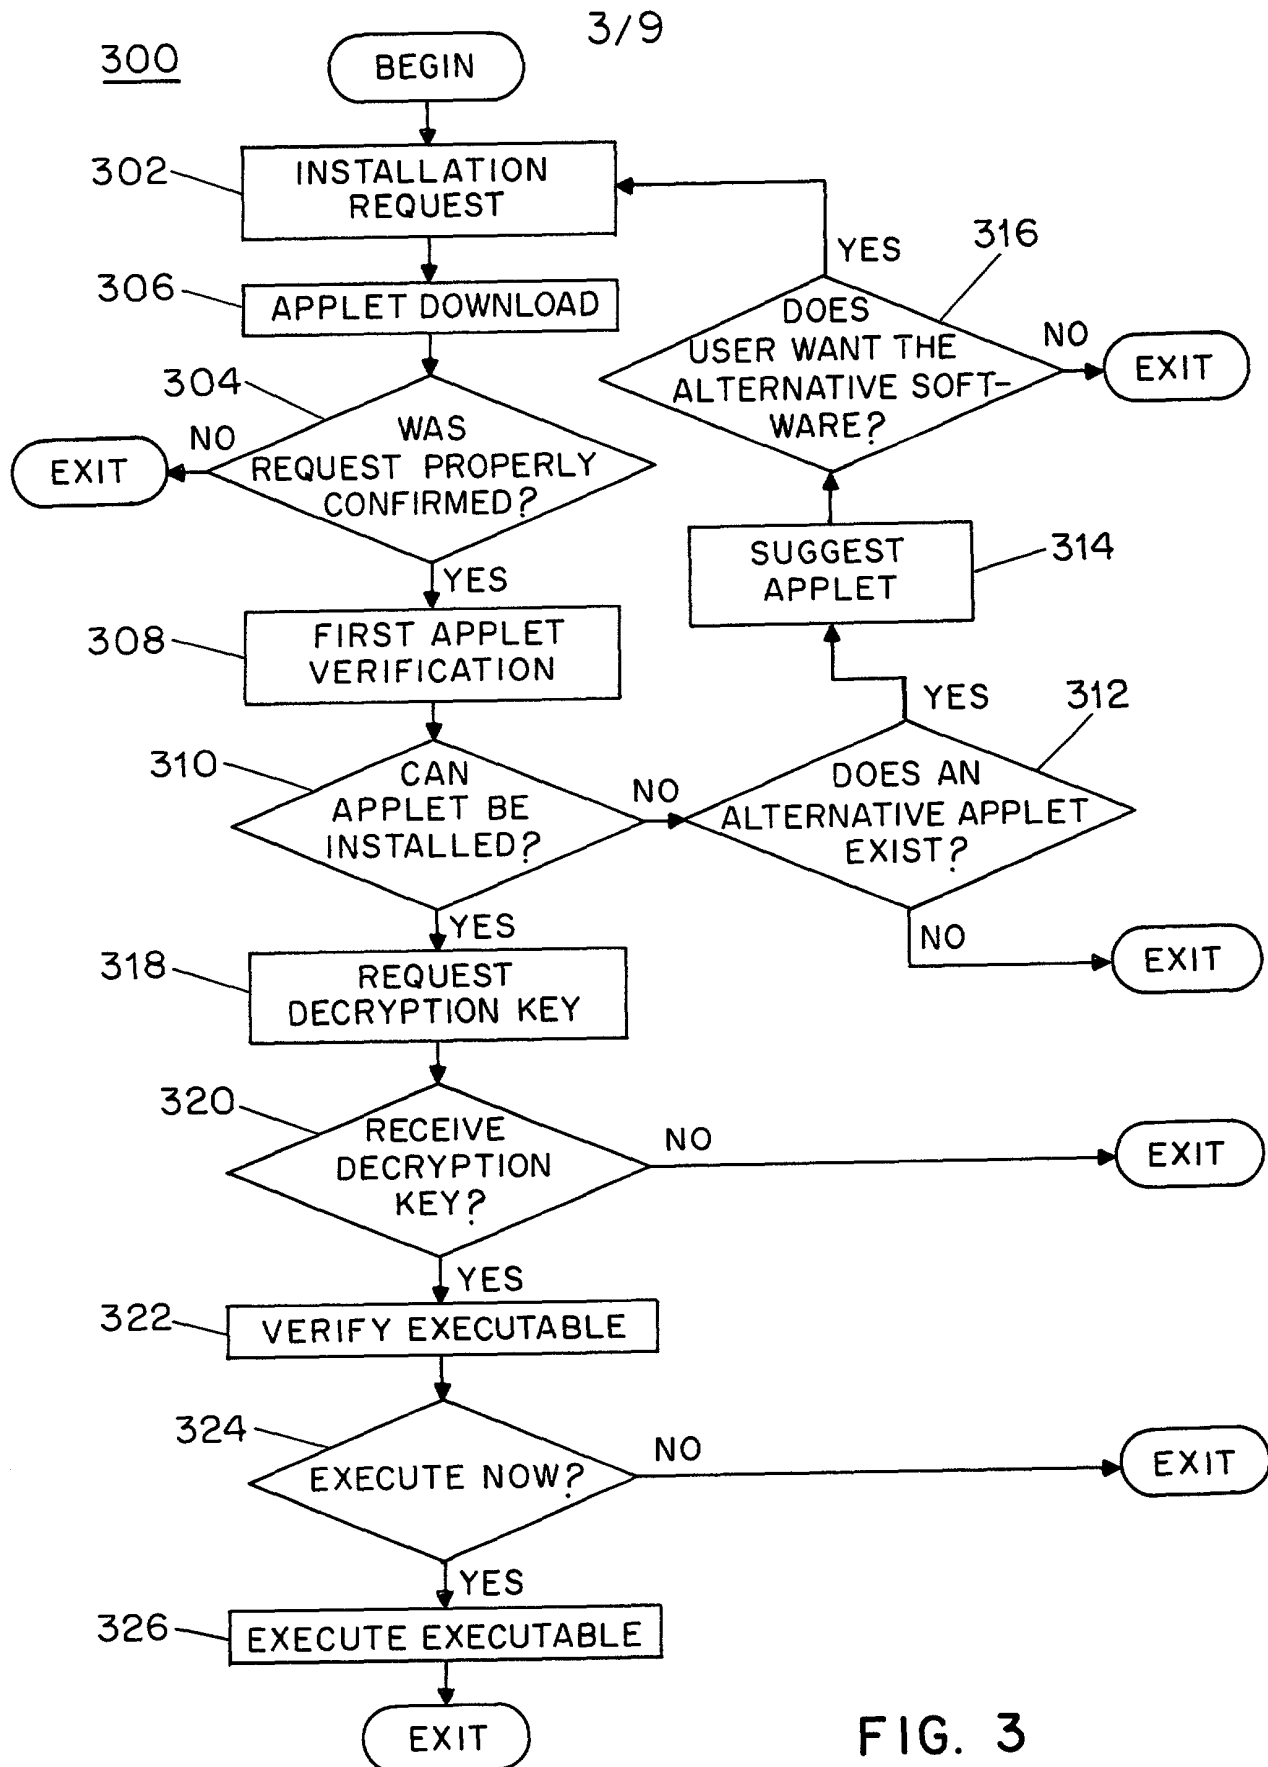 3/9
300
BEGIN
302
INSTALLATION
REQUEST
306
APPLET DOWNLOAD
304
WAS
REQUEST PROPERLY
CONFIRMED?
NO
EXIT
YES
308
FIRST APPLET
VERIFICATION
310
CAN
APPLET BE
INSTALLED?
NO
312
DOES AN
ALTERNATIVE APPLET
EXIST?
YES
314
SUGGEST
APPLET
316
DOES
USER WANT THE
ALTERNATIVE SOFT-
WARE?
YES
NO
EXIT
NO
EXIT
YES
318
REQUEST
DECRYPTION KEY
320
RECEIVE
DECRYPTION
KEY?
NO
EXIT
YES
322
VERIFY EXECUTABLE
324
EXECUTE NOW?
NO
EXIT
YES
326
EXECUTE EXECUTABLE
EXIT
FIG. 3